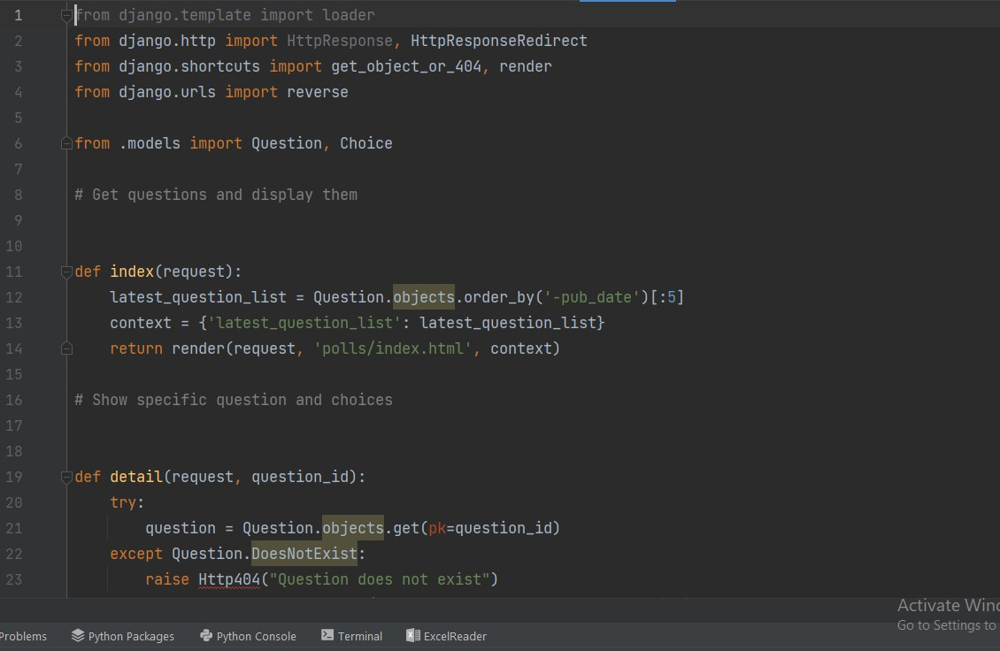 1 from django.template import loader
2 from django.http import HttpResponse, HttpResponseRedirect
3 from django.shortcuts import get_object_or_404, render
4 from django.urls import reverse
5
6 from .models import Question, Choice
7
8 # Get questions and display them
9
10
11 def index(request):
12 latest_question_list = Question.objects.order_by('-pub_date')[:5]
13 context = {'latest_question_list': latest_question_list}
14 return render(request, 'polls/index.html', context)
15
16 # Show specific question and choices
17
18
19 def detail(request, question_id):
20 try:
21 question = Question.objects.get(pk=question_id)
22 except Question.DoesNotExist:
23 raise Http404("Question does not exist")
Activate Wind
Go to Settings to
Problems Python Packages Python Console Terminal ExcelReader